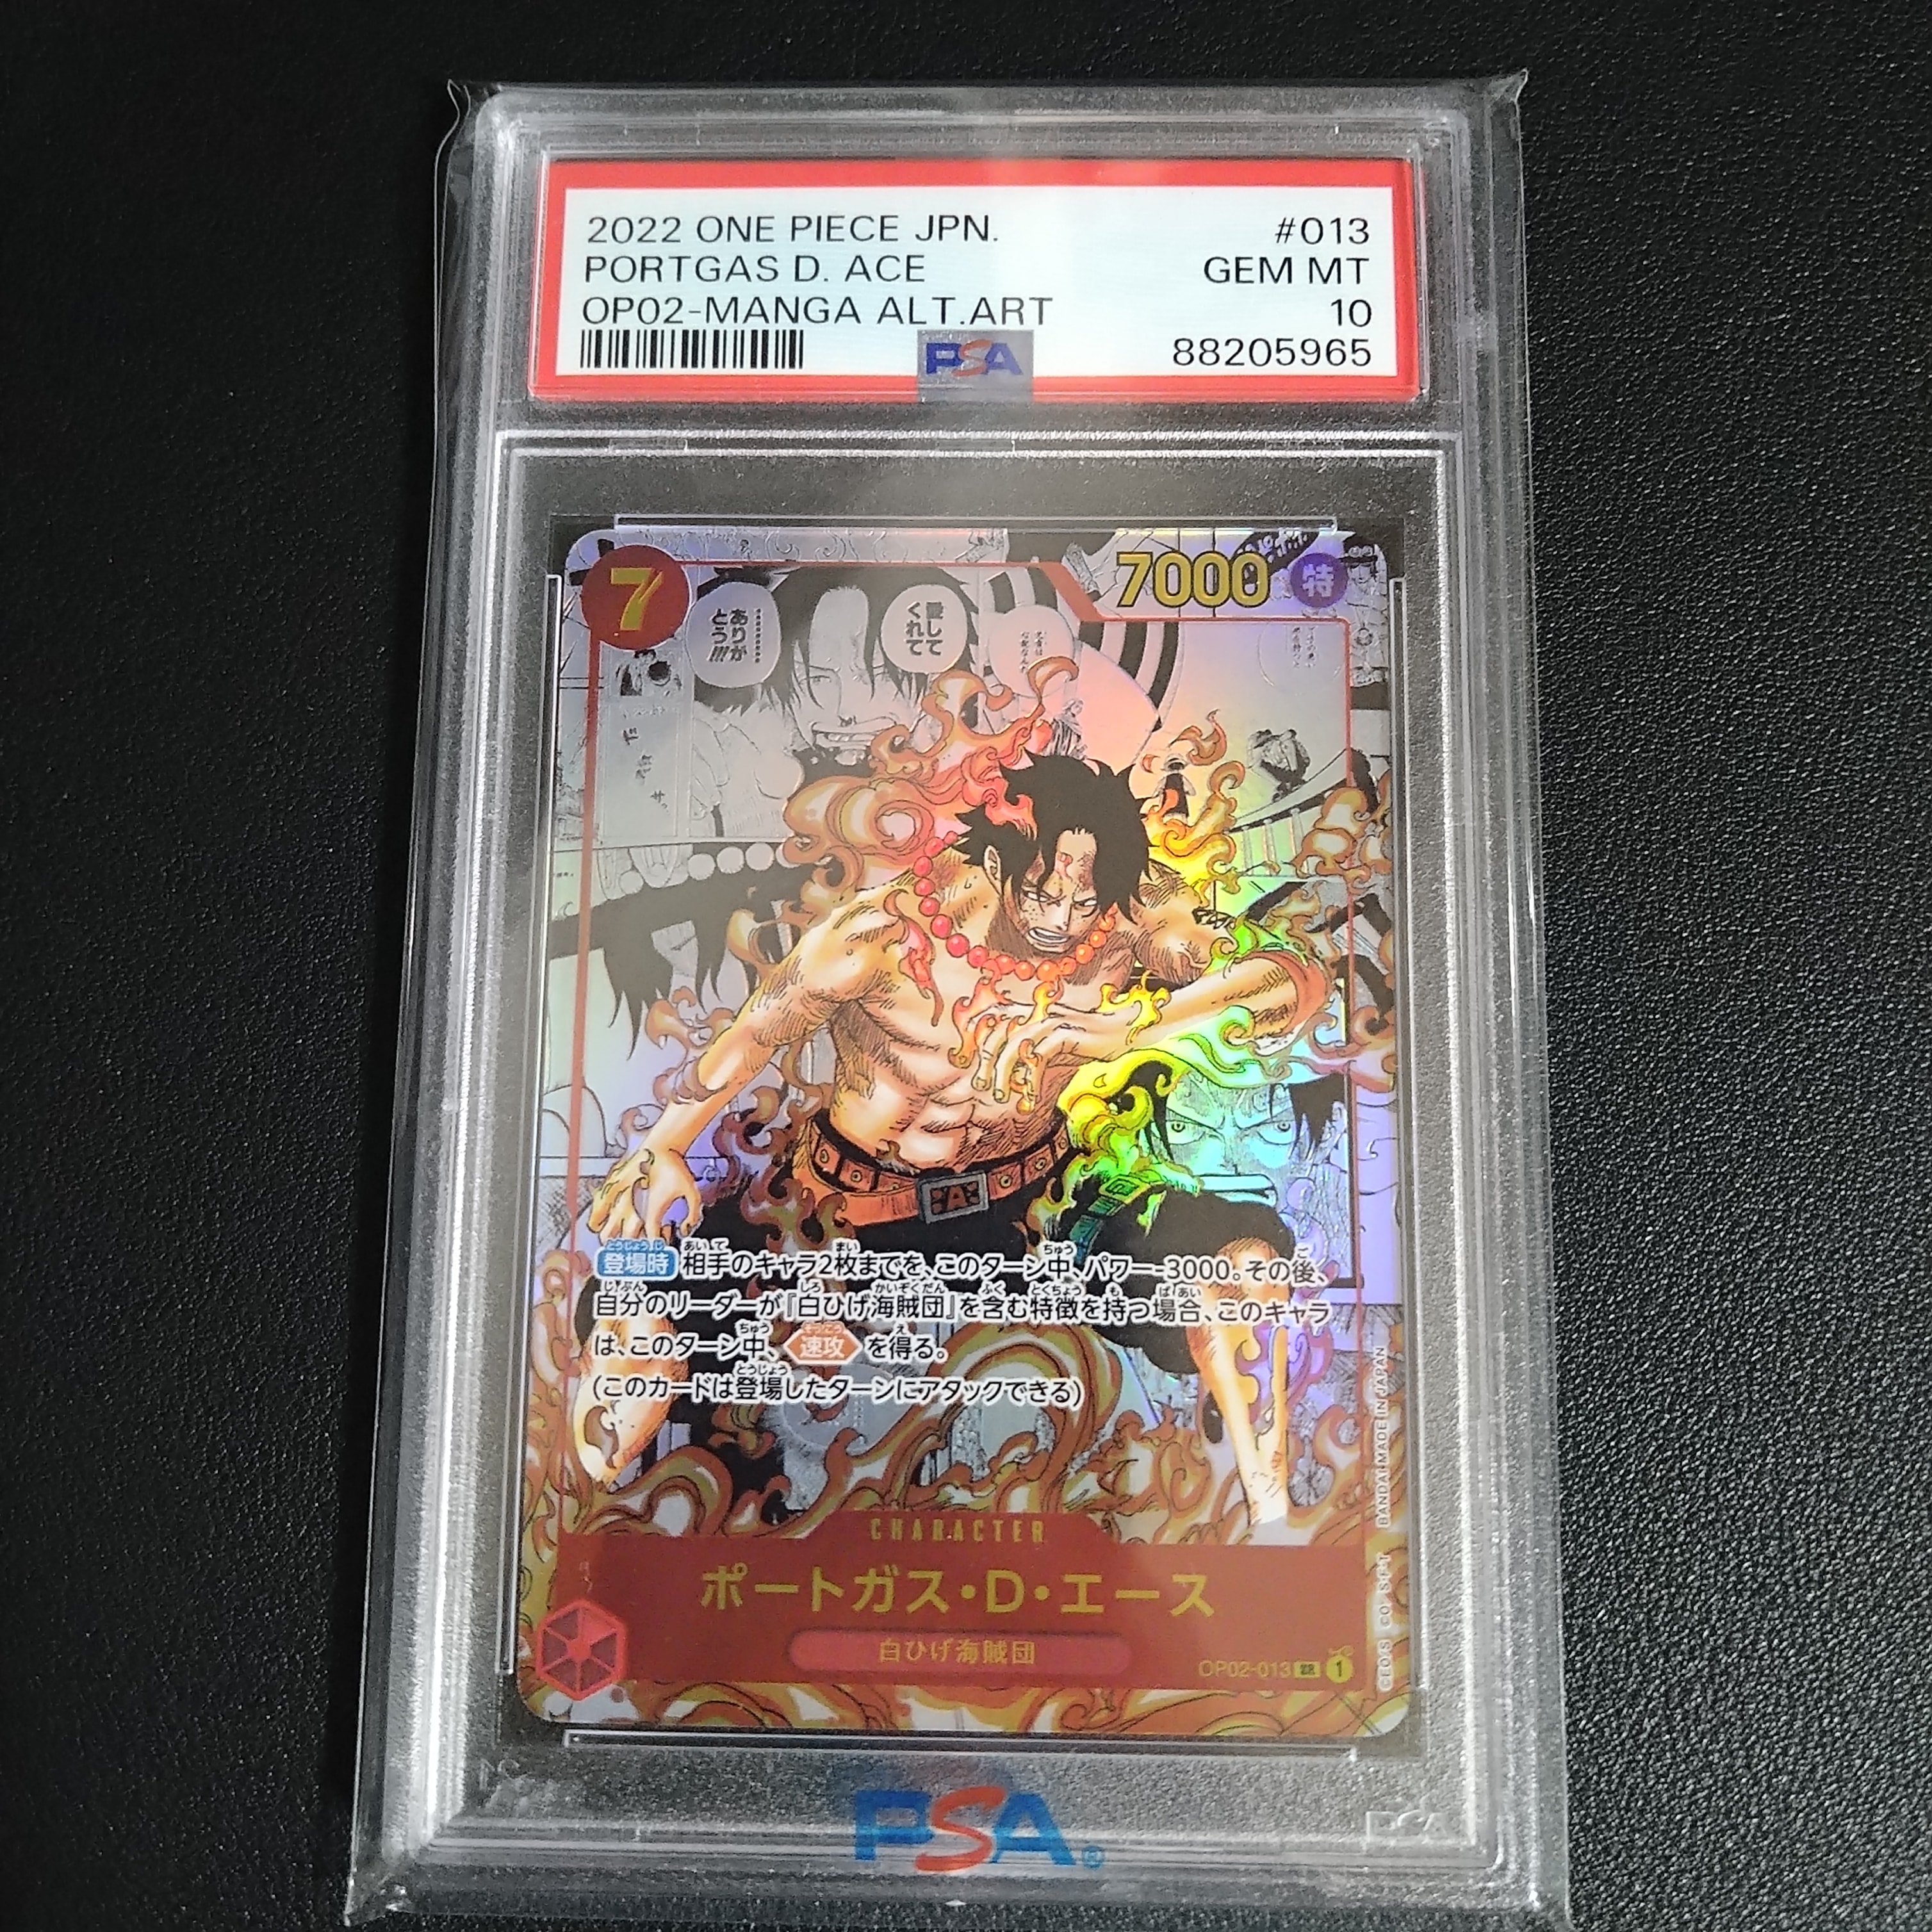 2022 ONE PIECE JPN. #013
PORTGAS D. ACE GEM MT
OP02-MANGA ALT.ART 10
PSA 88205965
7 7000 特
ありが
とう!!!
愛して
くれて
登場時 相手のキャラ2枚までを、このターン中、パワー-3000。その後、
自分のリーダーが『白ひげ海賊団』を含む特徴を持つ場合、このキャラ
は、このターン中、速攻を得る。
(このカードは登場したターンにアタックできる)
CHARACTER
ポートガス・D・エース
白ひげ海賊団
OP02-013 SR 1
BANDAI MADE IN JAPAN
PSA®
PSA